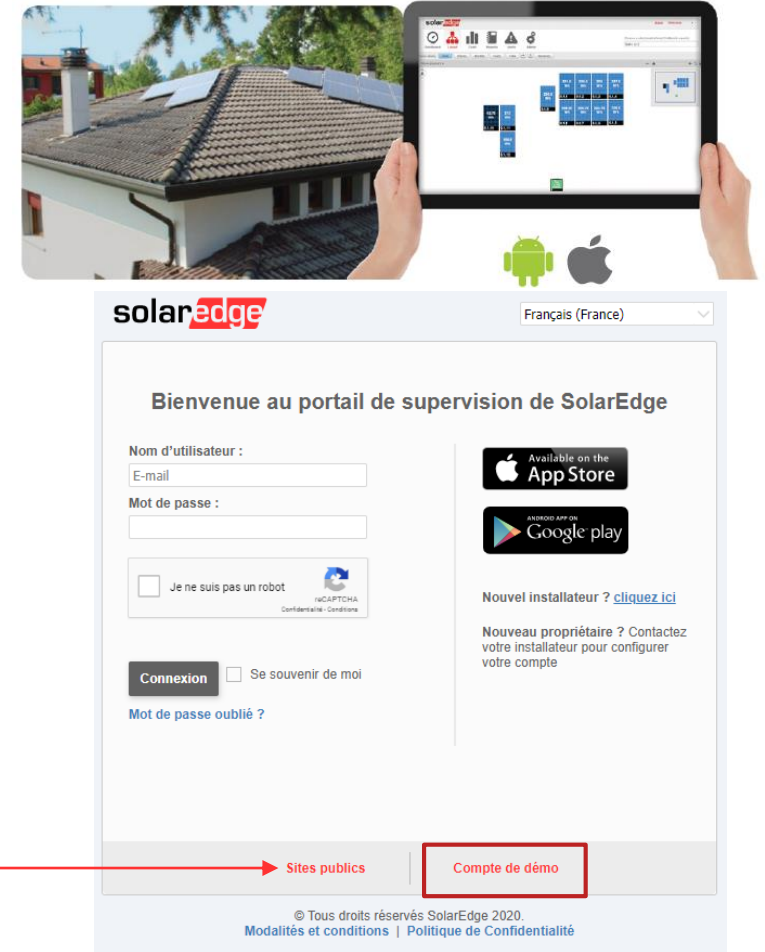 solaredge
Français (France)
Bienvenue au portail de supervision de SolarEdge
Nom d’utilisateur :
E-mail
Mot de passe :
Je ne suis pas un robot
reCAPTCHA
Confidentialité - Conditions
Connexion
Se souvenir de moi
Mot de passe oublié ?
Available on the
App Store
ANDROID APP ON
Google play
Nouvel installateur ? cliquez ici
Nouveau propriétaire ? Contactez
votre installateur pour configurer
votre compte
Sites publics
Compte de démo
© Tous droits réservés SolarEdge 2020.
Modalités et conditions | Politique de Confidentialité